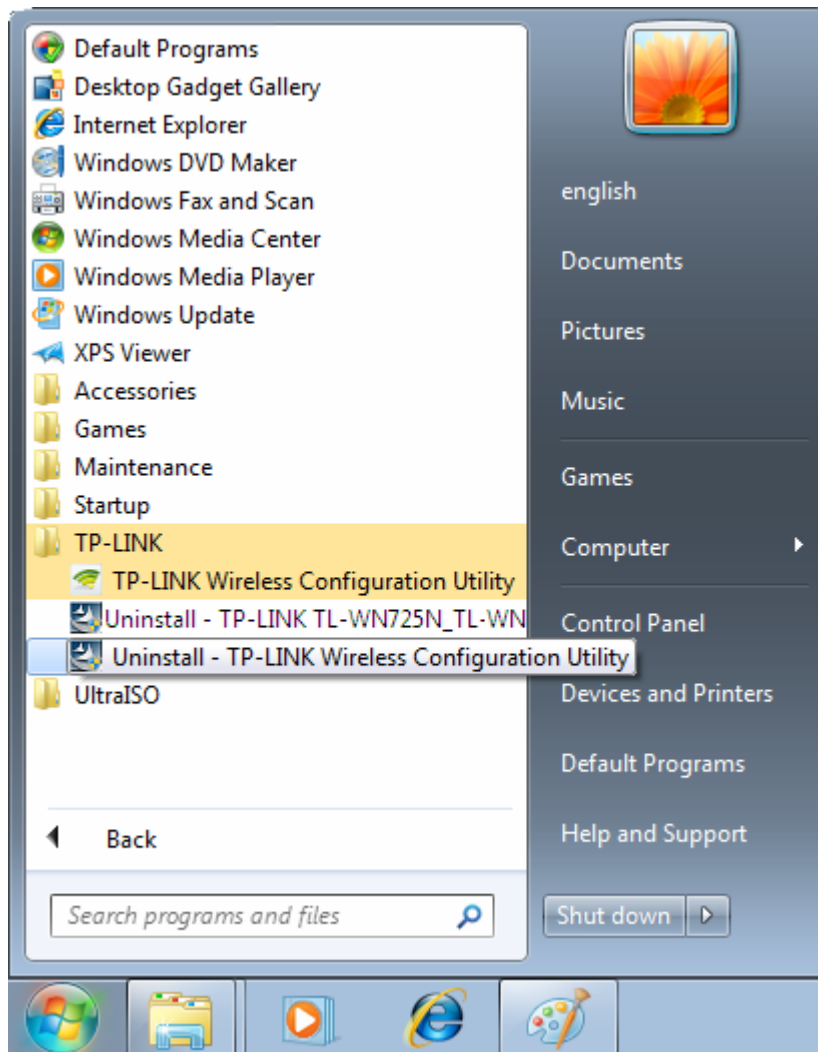 Default Programs
Desktop Gadget Gallery
Internet Explorer
Windows DVD Maker
Windows Fax and Scan
Windows Media Center
Windows Media Player
Windows Update
XPS Viewer
Accessories
Games
Maintenance
Startup
TP-LINK
TP-LINK Wireless Configuration Utility
Uninstall - TP-LINK TL-WN725N_TL-WN
Uninstall - TP-LINK Wireless Configuration Utility
UltraISO
Back
Search programs and files
english
Documents
Pictures
Music
Games
Computer
Control Panel
Devices and Printers
Default Programs
Help and Support
Shut down